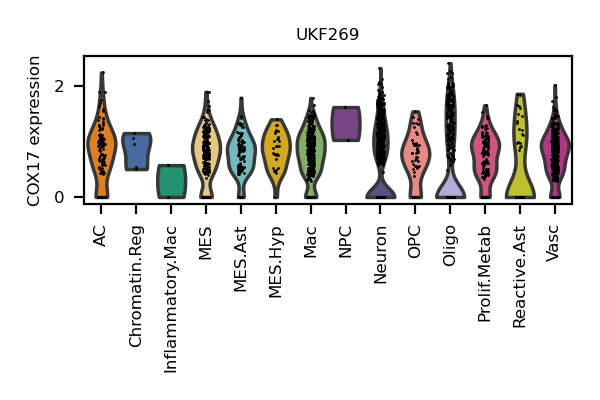 UKF269
COX17 expression
2
0
AC
Chromatin.Reg
Inflammatory.Mac
MES
MES.Ast
MES.Hyp
Mac
NPC
Neuron
OPC
Oligo
Prolif.Metab
Reactive.Ast
Vasc